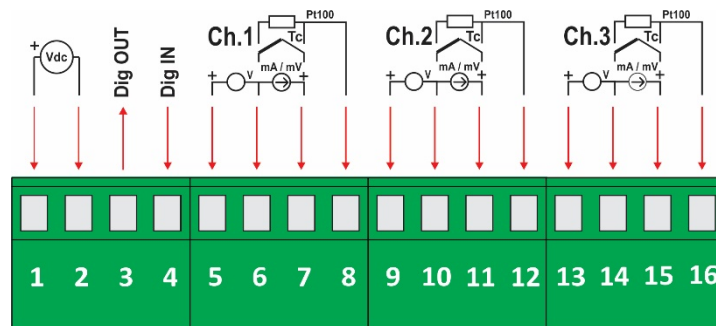 + Vdc
Dig OUT
Dig IN
Ch.1
Pt100
Tc
mA / mV
+ V +
Ch.2
Pt100
Tc
mA / mV
+ V +
Ch.3
Pt100
Tc
mA / mV
+ V +
1 2 3 4 5 6 7 8 9 10 11 12 13 14 15 16